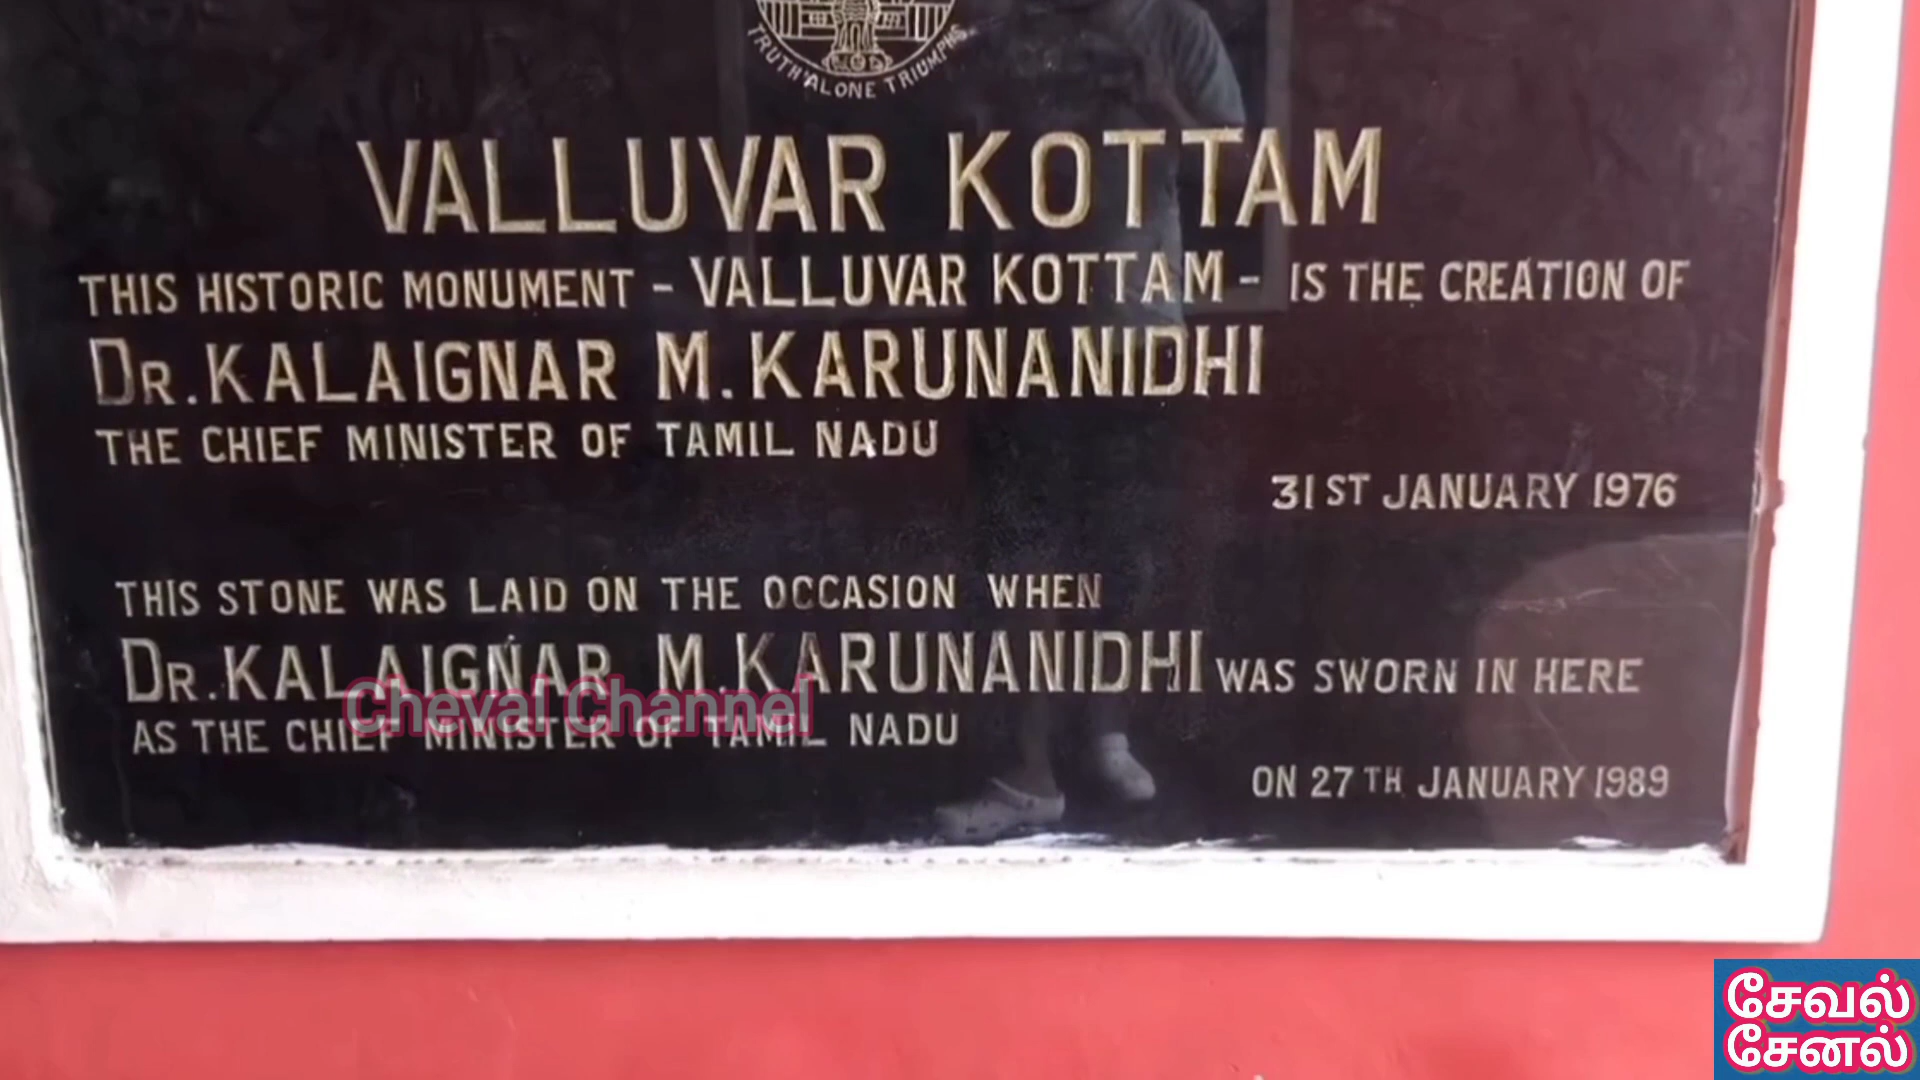 TRUTH ALONE TRIUMPHS
VALLUVAR KOTTAM
THIS HISTORIC MONUMENT - VALLUVAR KOTTAM - IS THE CREATION OF
DR. KALAIGNAR M. KARUNANIDHI
THE CHIEF MINISTER OF TAMIL NADU
31ST JANUARY 1976
THIS STONE WAS LAID ON THE OCCASION WHEN
DR. KALAIGNAR M. KARUNANIDHI WAS SWORN IN HERE
Cheval Channel
AS THE CHIEF MINISTER OF TAMIL NADU
ON 27TH JANUARY 1989
சேவல்
சேனல்